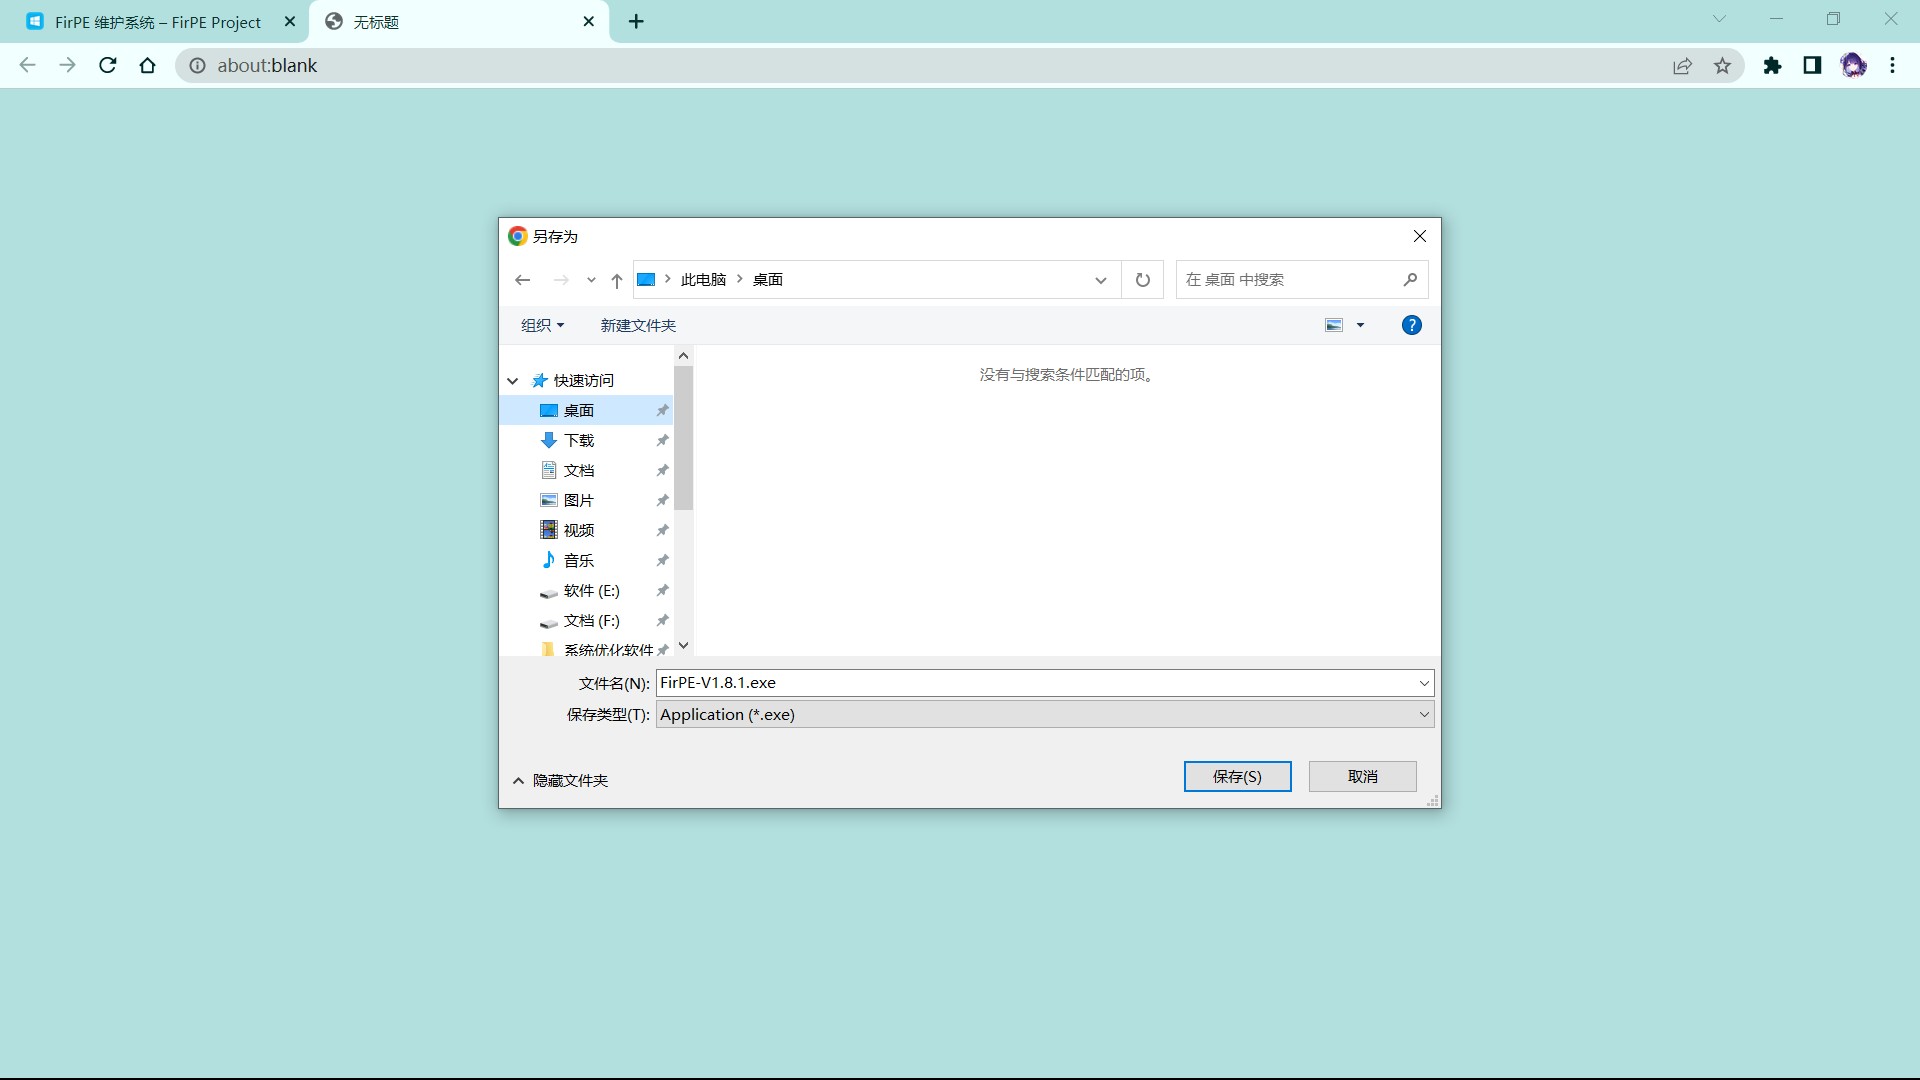 FirPE 维护系统 – FirPE Project
无标题
about:blank
另存为
此电脑
桌面
在 桌面 中搜索
组织
新建文件夹
没有与搜索条件匹配的项。
快速访问
桌面
下载
文档
图片
视频
音乐
软件 (E:)
文档 (F:)
系统优化软件
文件名(N):
FirPE-V1.8.1.exe
保存类型(T):
Application (*.exe)
隐藏文件夹
保存(S)
取消